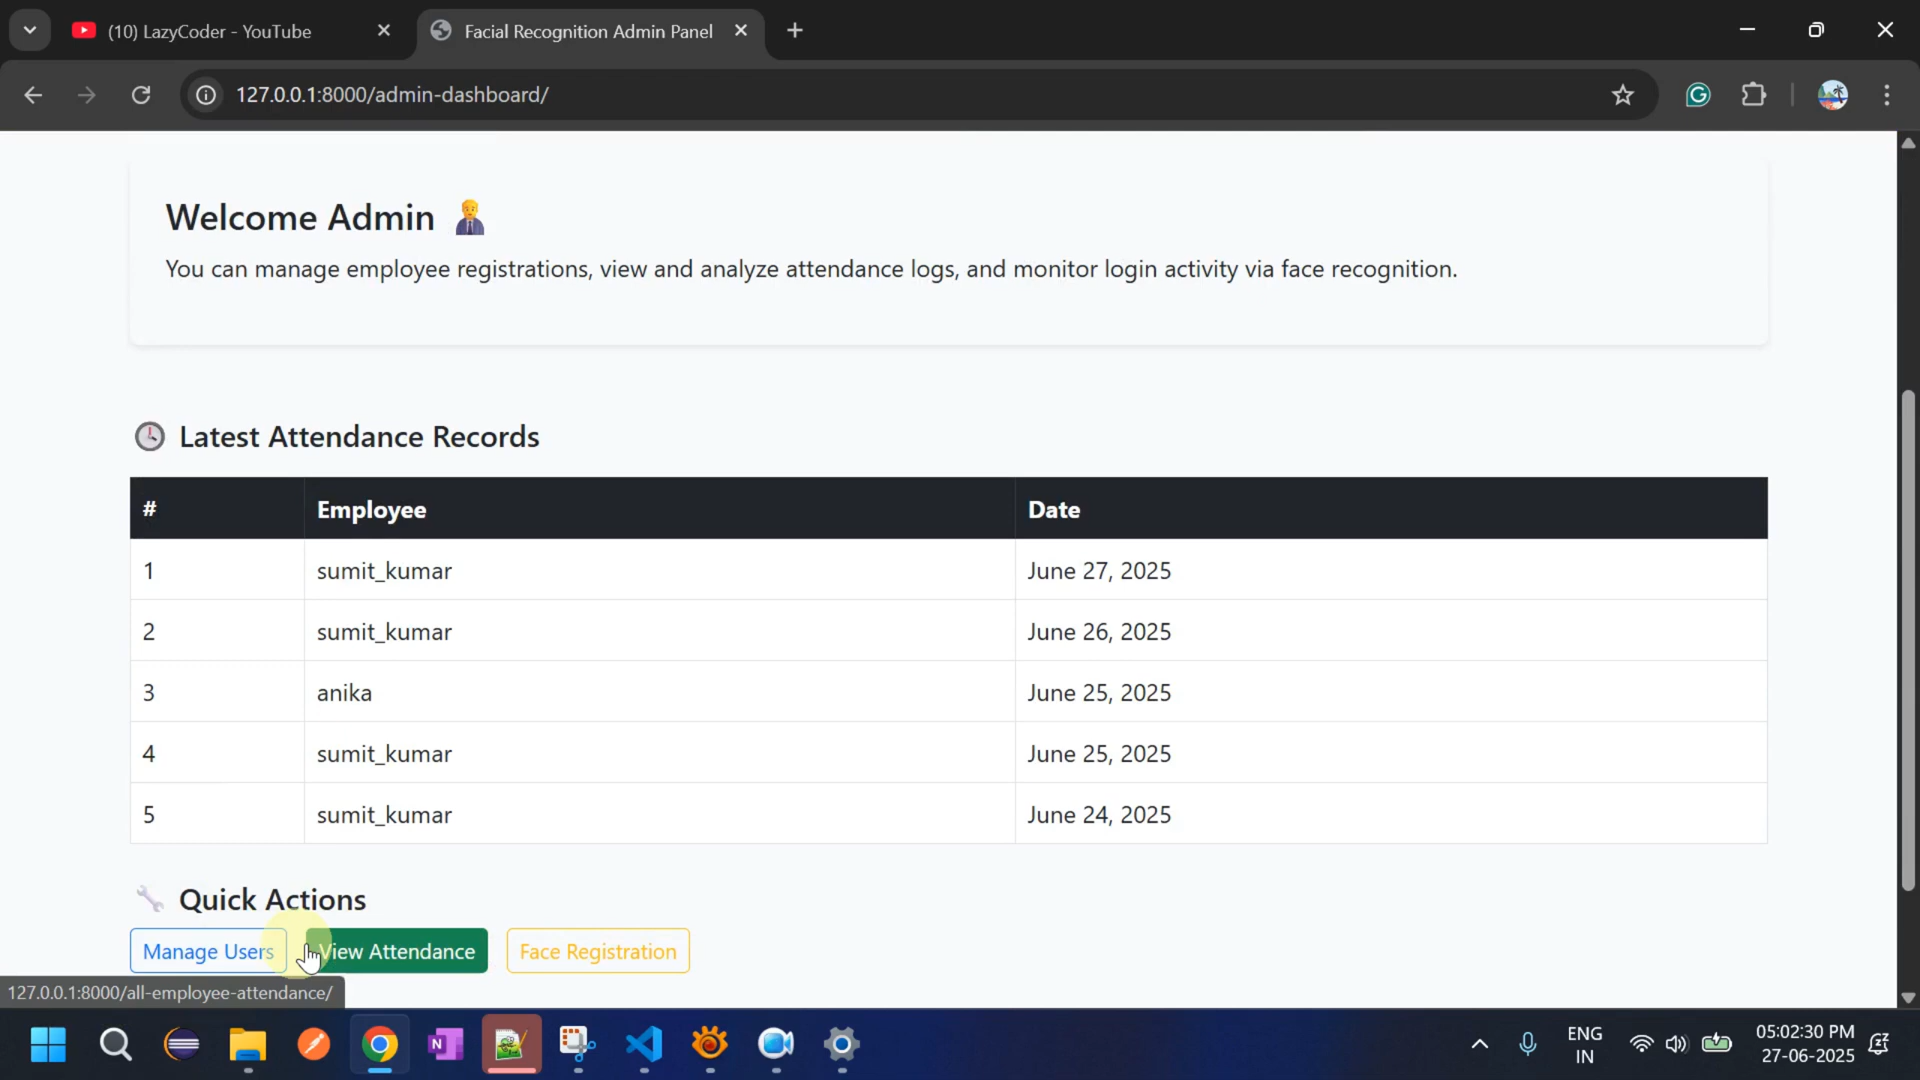 (10) LazyCoder - YouTube
Facial Recognition Admin Panel
127.0.0.1:8000/admin-dashboard/
Welcome Admin
You can manage employee registrations, view and analyze attendance logs, and monitor login activity via face recognition.
Latest Attendance Records
# Employee Date
1 sumit_kumar June 27, 2025
2 sumit_kumar June 26, 2025
3 anika June 25, 2025
4 sumit_kumar June 25, 2025
5 sumit_kumar June 24, 2025
Quick Actions
Manage Users View Attendance Face Registration
127.0.0.1:8000/all-employee-attendance/
ENG
IN
05:02:30 PM
27-06-2025